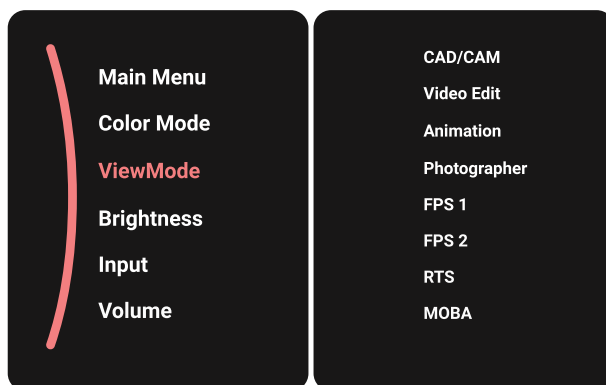 Main Menu
Color Mode
ViewMode
Brightness
Input
Volume
CAD/CAM
Video Edit
Animation
Photographer
FPS 1
FPS 2
RTS
MOBA